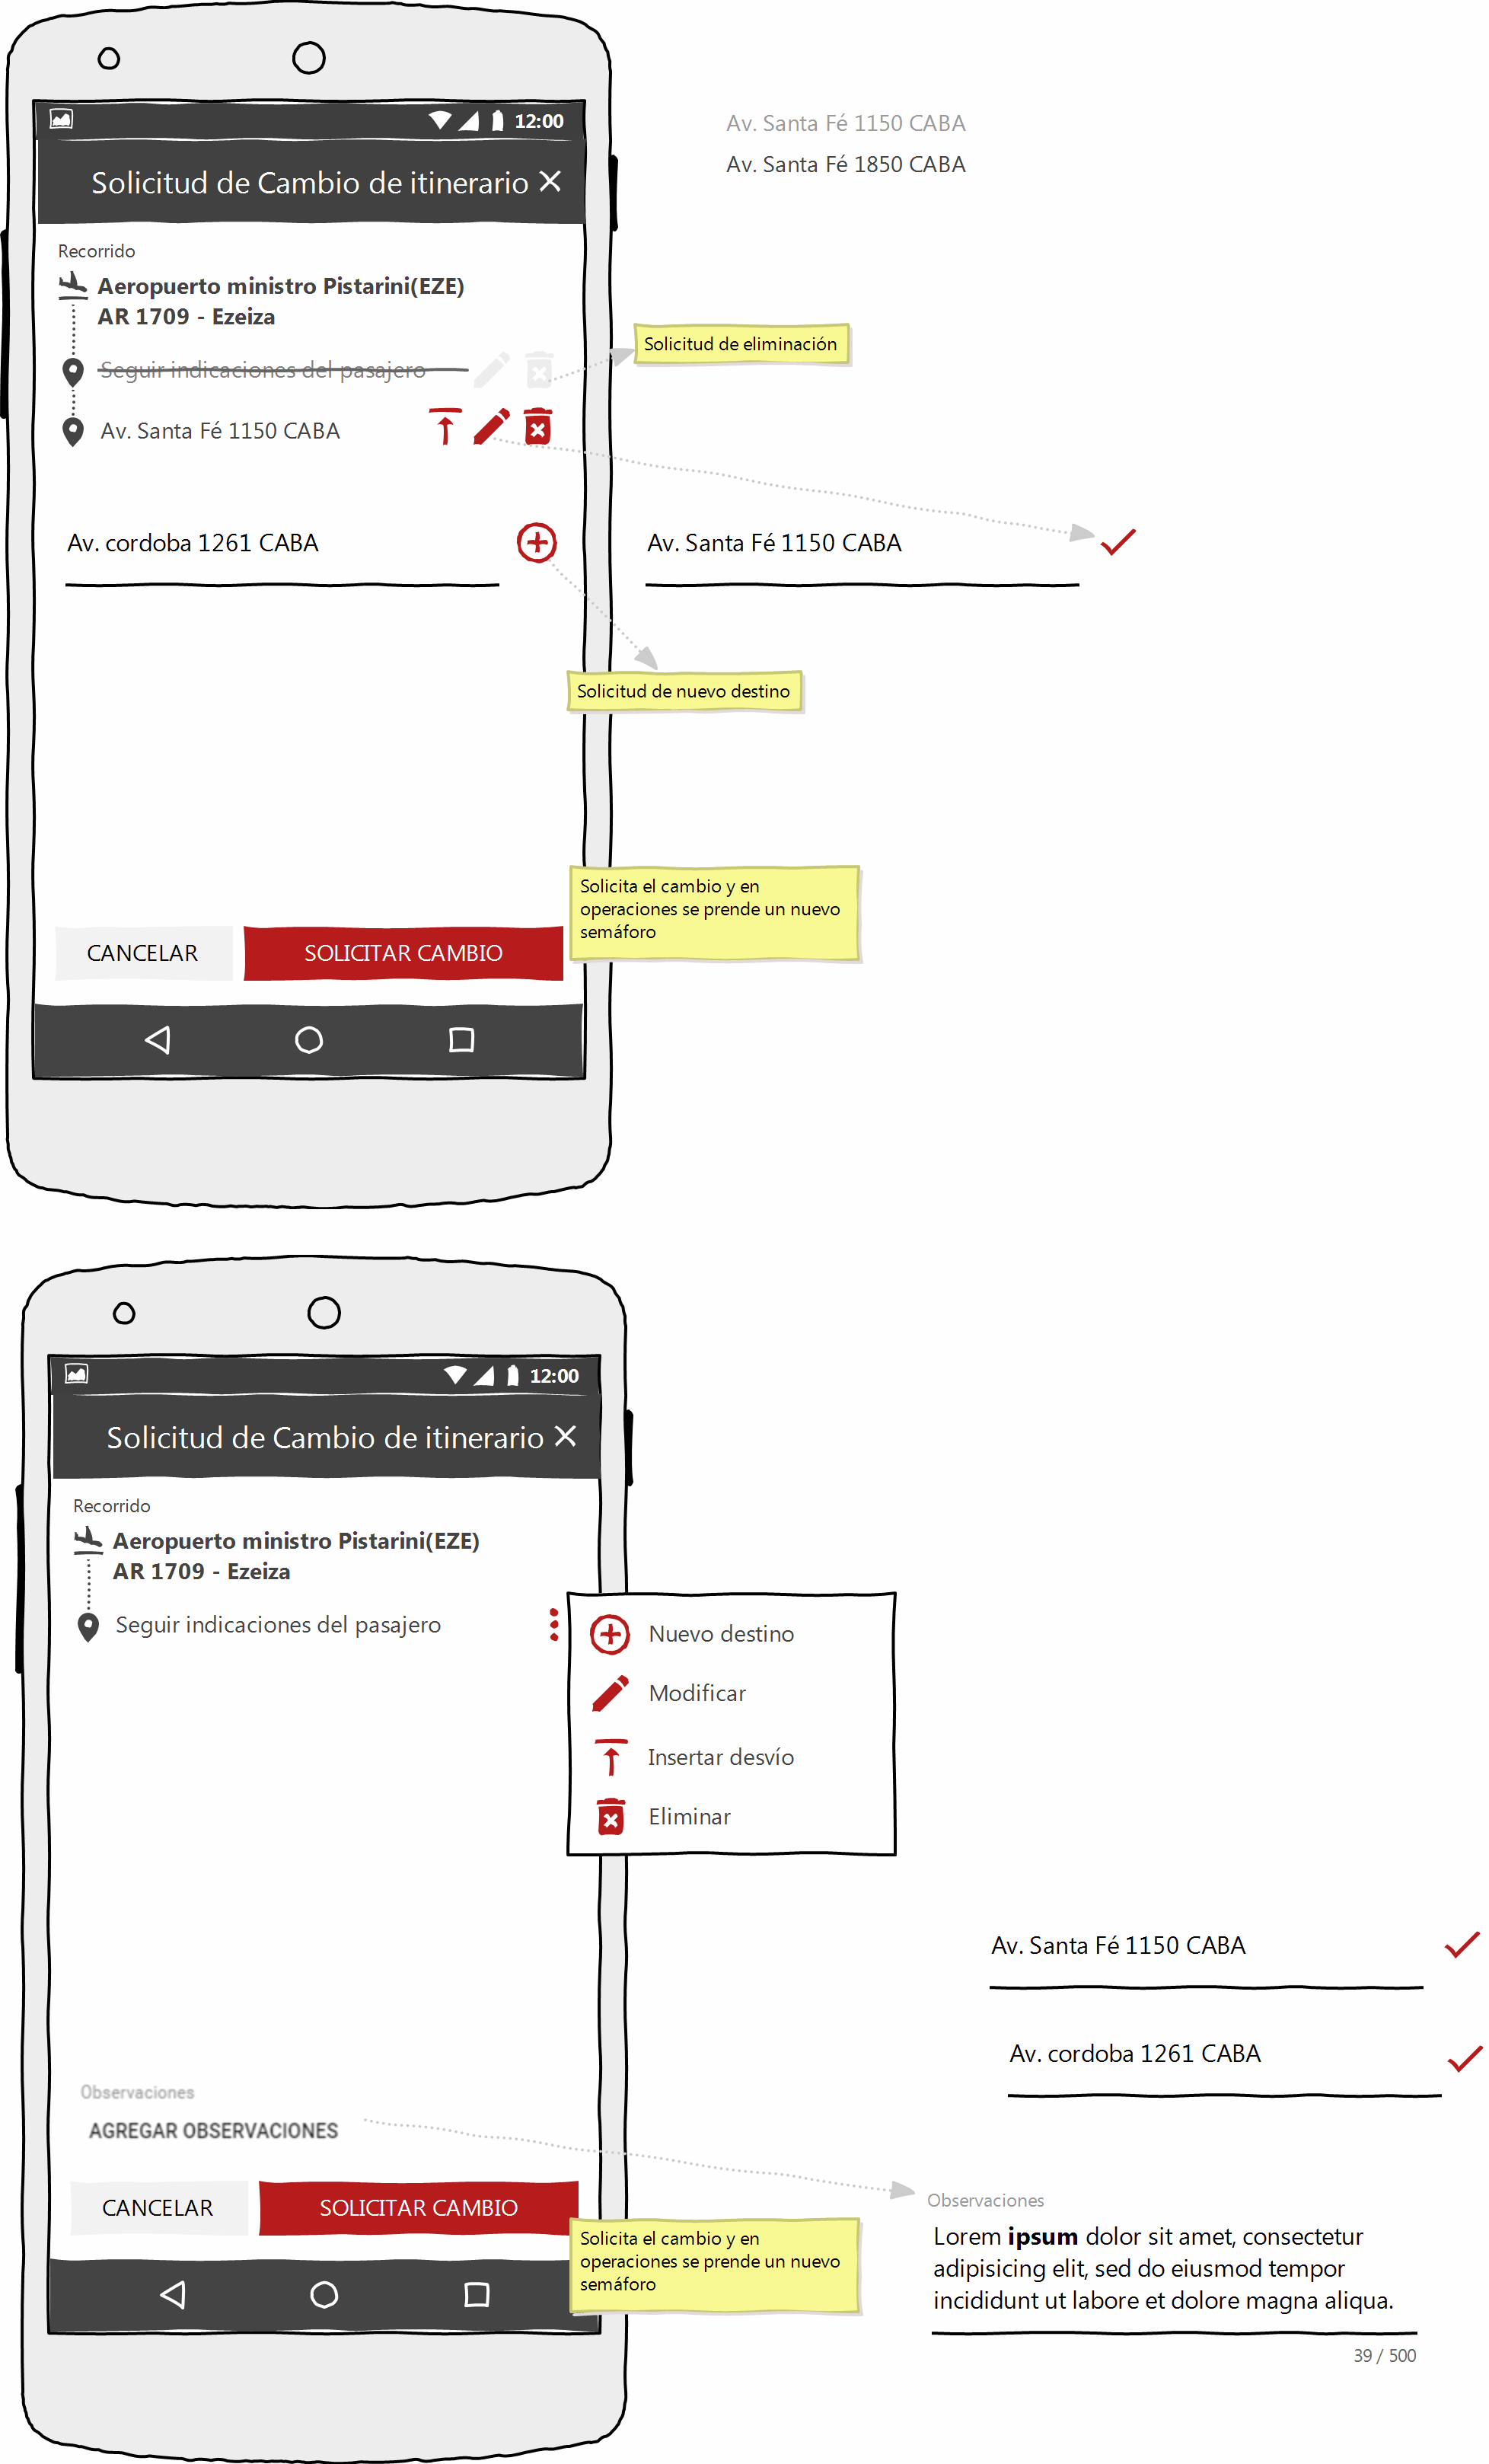 12:00
Solicitud de Cambio de itinerario
Av. Santa Fé 1150 CABA
Av. Santa Fé 1850 CABA
Recorrido
Aeropuerto ministro Pistarini(EZE)
AR 1709 - Ezeiza
Seguir indicaciones del pasajero
Solicitud de eliminación
Av. Santa Fé 1150 CABA
Av. cordoba 1261 CABA
Av. Santa Fé 1150 CABA
Solicitud de nuevo destino
Solicita el cambio y en
operaciones se prende un nuevo
semáforo
CANCELAR
SOLICITAR CAMBIO
12:00
Solicitud de Cambio de itinerario
Recorrido
Aeropuerto ministro Pistarini(EZE)
AR 1709 - Ezeiza
Seguir indicaciones del pasajero
Nuevo destino
Modificar
Insertar desvío
Eliminar
Av. Santa Fé 1150 CABA
Av. cordoba 1261 CABA
Observaciones
AGREGAR OBSERVACIONES
CANCELAR
SOLICITAR CAMBIO
Solicita el cambio y en
operaciones se prende un nuevo
semáforo
Observaciones
Lorem ipsum dolor sit amet, consectetur
adipisicing elit, sed do eiusmod tempor
incididunt ut labore et dolore magna aliqua.
39 / 500